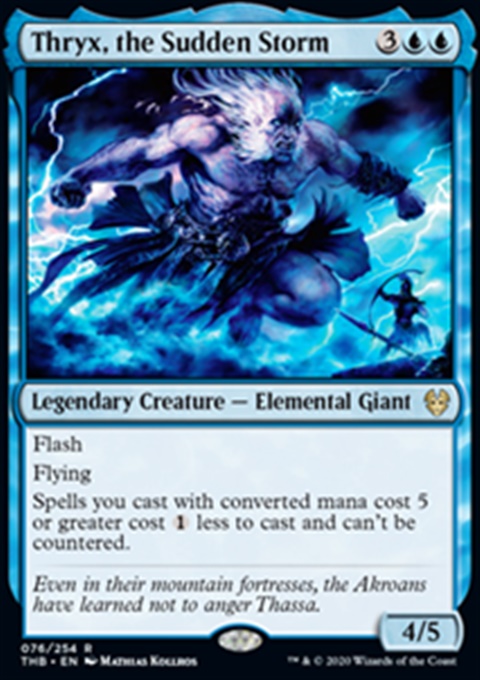 Thryx, the Sudden Storm 3
Legendary Creature — Elemental Giant
Flash
Flying
Spells you cast with converted mana cost 5
or greater cost 1 less to cast and can't be
countered.
Even in their mountain fortresses, the Akroans
have learned not to anger Thassa.
4/5
076/254 R
THB • EN Mathias Kollros
™ & © 2020 Wizards of the Coast